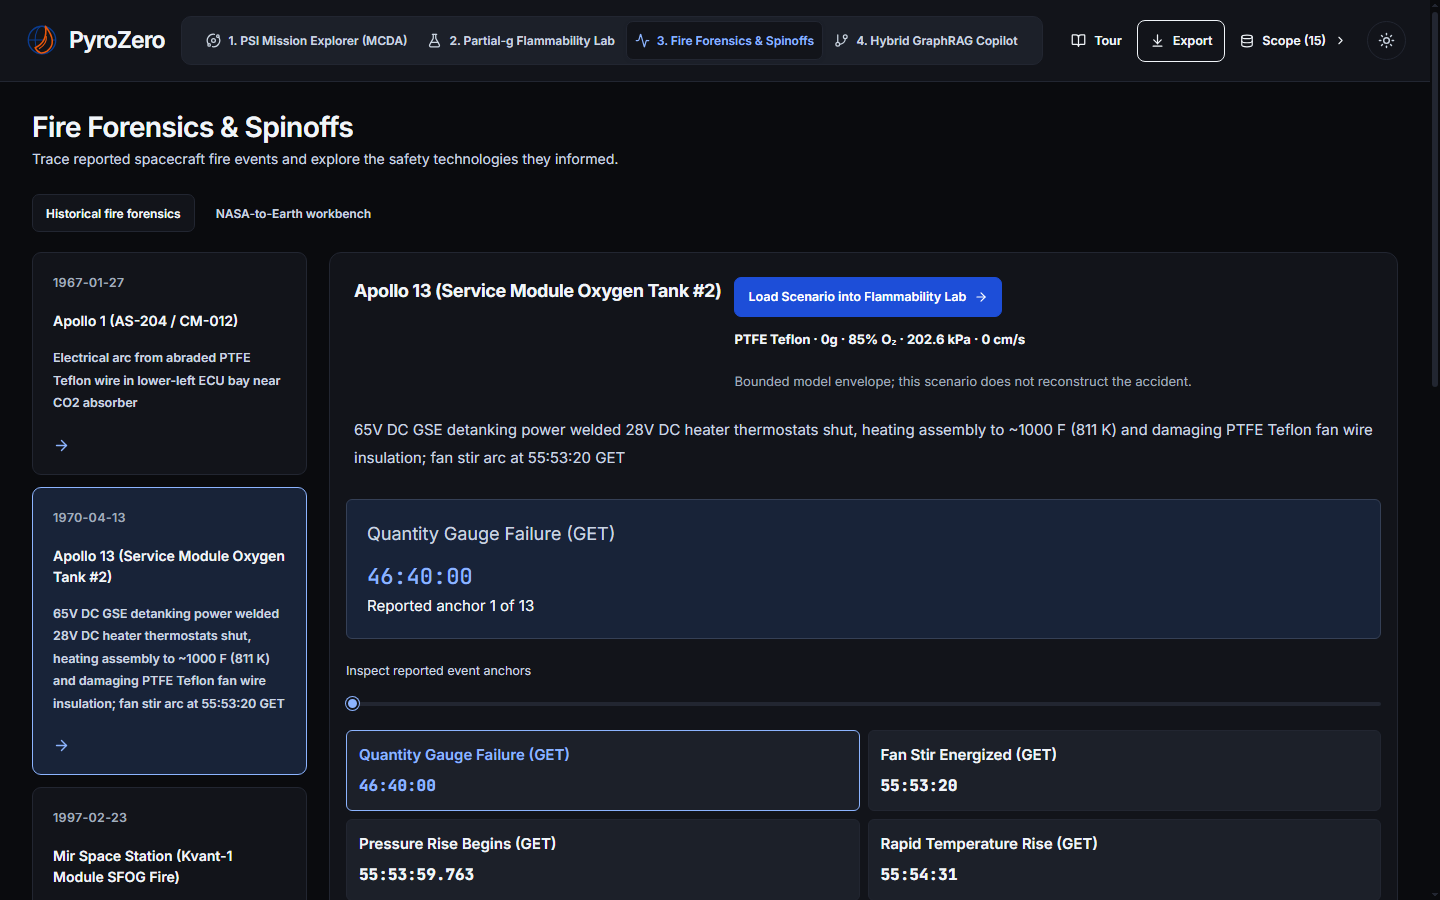 PyroZero
1. PSI Mission Explorer (MCDA)
2. Partial-g Flammability Lab
3. Fire Forensics & Spinoffs
4. Hybrid GraphRAG Copilot
Tour
Export
Scope (15)
Fire Forensics & Spinoffs
Trace reported spacecraft fire events and explore the safety technologies they informed.
Historical fire forensics
NASA-to-Earth workbench
1967-01-27
Apollo 1 (AS-204 / CM-012)
Electrical arc from abraded PTFE
Teflon wire in lower-left ECU bay near
CO2 absorber
1970-04-13
Apollo 13 (Service Module Oxygen
Tank #2)
65V DC GSE detanking power welded
28V DC heater thermostats shut,
heating assembly to ~1000 F (811 K)
and damaging PTFE Teflon fan wire
insulation; fan stir arc at 55:53:20 GET
1997-02-23
Mir Space Station (Kvant-1
Module SFOG Fire)
Apollo 13 (Service Module Oxygen Tank #2)
Load Scenario into Flammability Lab
PTFE Teflon · 0g · 85% O₂ · 202.6 kPa · 0 cm/s
Bounded model envelope; this scenario does not reconstruct the accident.
65V DC GSE detanking power welded 28V DC heater thermostats shut, heating assembly to ~1000 F (811 K) and damaging PTFE Teflon fan wire
insulation; fan stir arc at 55:53:20 GET
Quantity Gauge Failure (GET)
46:40:00
Reported anchor 1 of 13
Inspect reported event anchors
Quantity Gauge Failure (GET)
46:40:00
Fan Stir Energized (GET)
55:53:20
Pressure Rise Begins (GET)
55:53:59.763
Rapid Temperature Rise (GET)
55:54:31